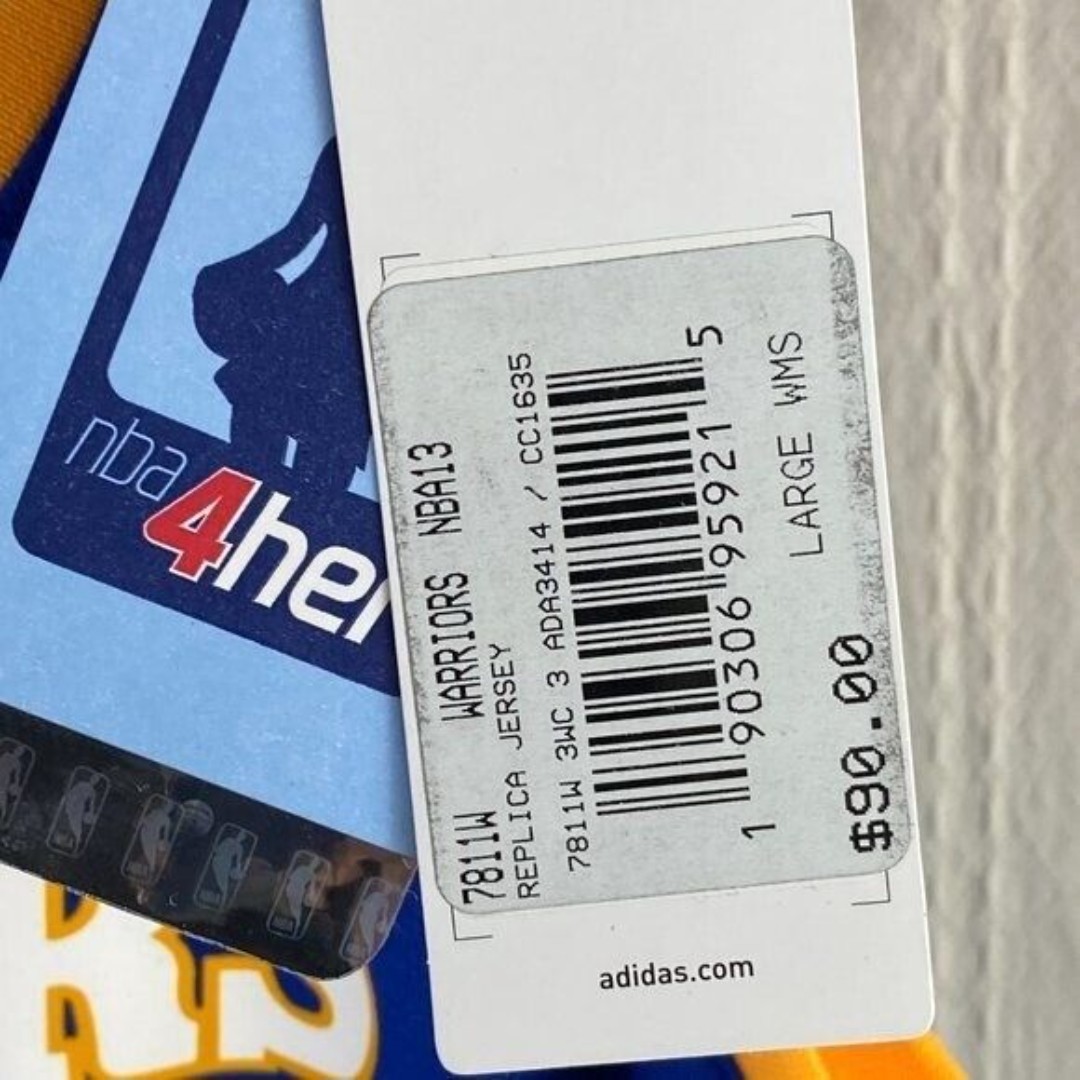 nba
4her
7811W WARRIORS NBA13
REPLICA JERSEY
7811W 3WC 3 ADA3414 / CC1635
1 90306 95921 5
LARGE WMS
$90.00
adidas.com
RS